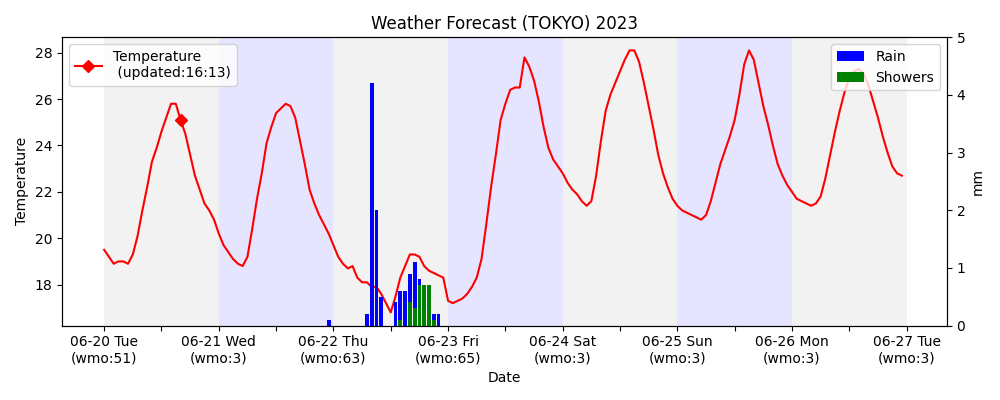 Weather Forecast (TOKYO) 2023
Temperature
(updated:16:13)
Rain
Showers
28
26
24
22
20
18
Temperature
5
4
3
2
1
0
mm
06-20 Tue 06-21 Wed 06-22 Thu 06-23 Fri 06-24 Sat 06-25 Sun 06-26 Mon 06-27 Tue
(wmo:51) (wmo:3) (wmo:63) (wmo:65) (wmo:3) (wmo:3) (wmo:3) (wmo:3)
Date